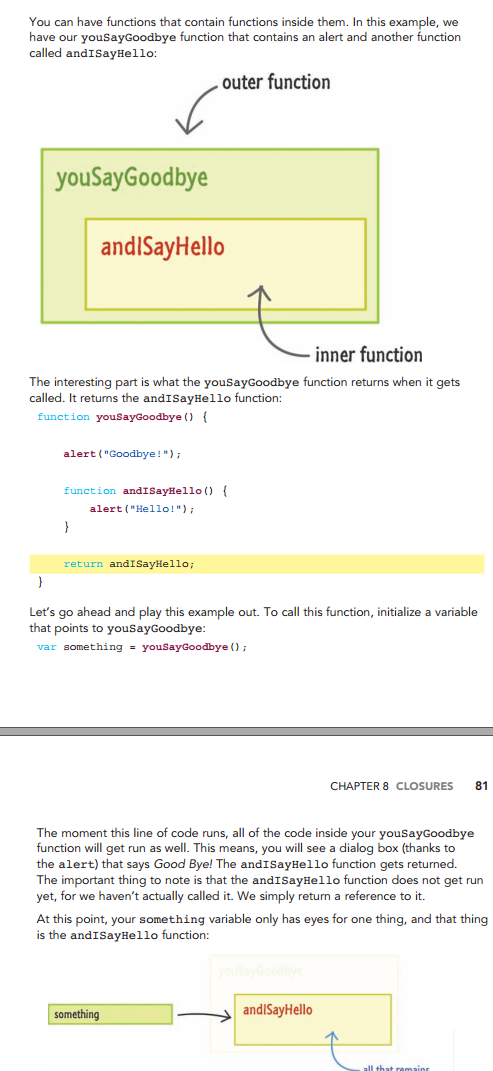 You can have functions that contain functions inside them. In this example, we
have our youSayGoodbye function that contains an alert and another function
called andISayHello:
outer function
youSayGoodbye
andISayHello
inner function
The interesting part is what the youSayGoodbye function returns when it gets
called. It returns the andISayHello function:
function youSayGoodbye() {
alert("Goodbye!");
function andISayHello() {
alert("Hello!");
}
return andISayHello;
}
Let's go ahead and play this example out. To call this function, initialize a variable
that points to youSayGoodbye:
var something = youSayGoodbye();
CHAPTER 8 CLOSURES 81
The moment this line of code runs, all of the code inside your youSayGoodbye
function will get run as well. This means, you will see a dialog box (thanks to
the alert) that says Good Bye! The andISayHello function gets returned.
The important thing to note is that the andISayHello function does not get run
yet, for we haven't actually called it. We simply return a reference to it.
At this point, your something variable only has eyes for one thing, and that thing
is the andISayHello function:
youSayGoodbye
something
andISayHello
all that remains